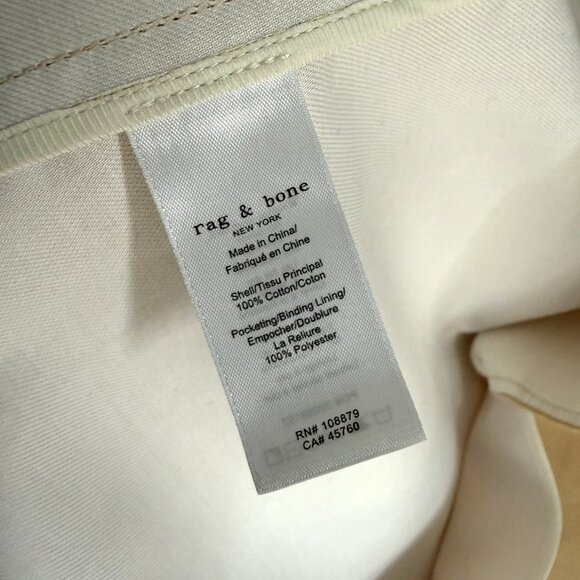 rag & bone
NEW YORK
Made in China/
Fabriqué en Chine
Shell/Tissu Principal
100% Cotton/Coton
Pocketing/Binding Lining/
Empocher/Doublure
La Reliure
100% Polyester
RN# 108879
CA# 45760